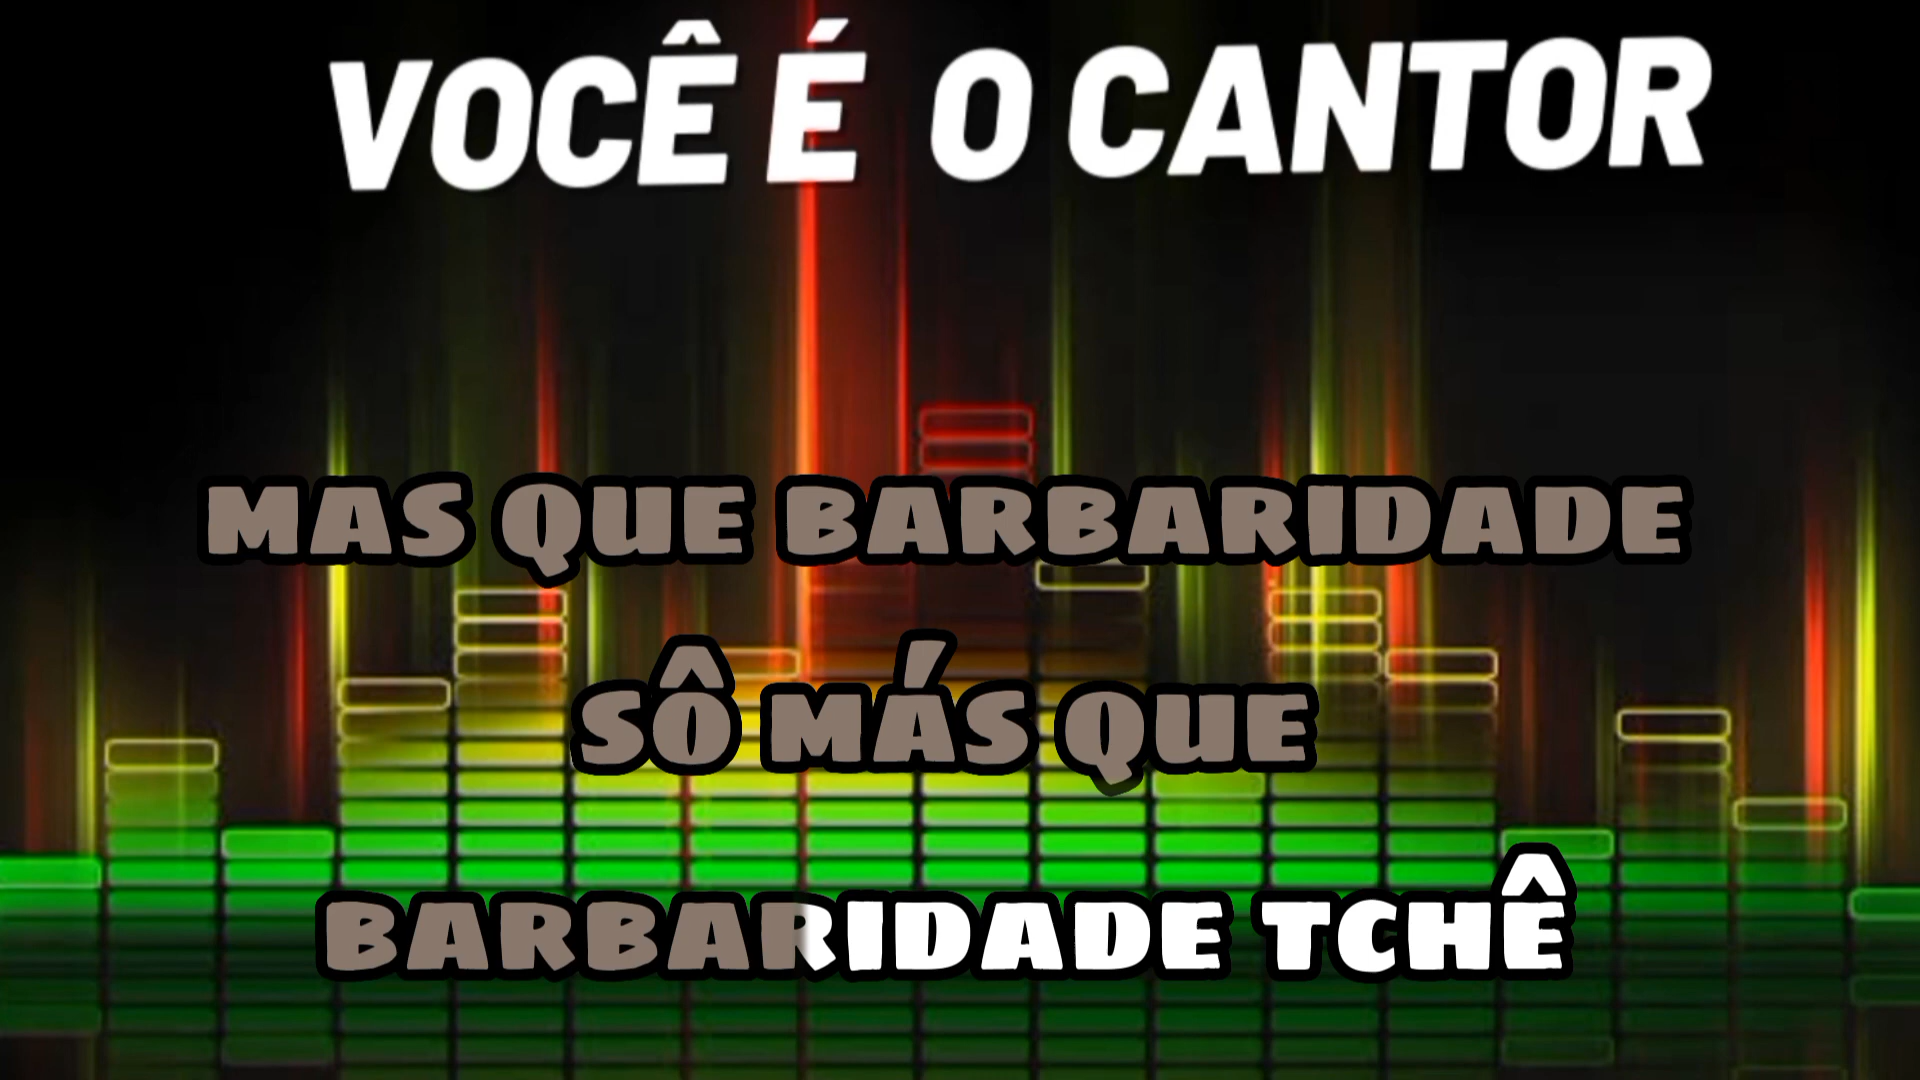 VOCÊ É O CANTOR
MAS QUE BARBARIDADE
SÔ MÁS QUE
BARBARIDADE TCHÊ